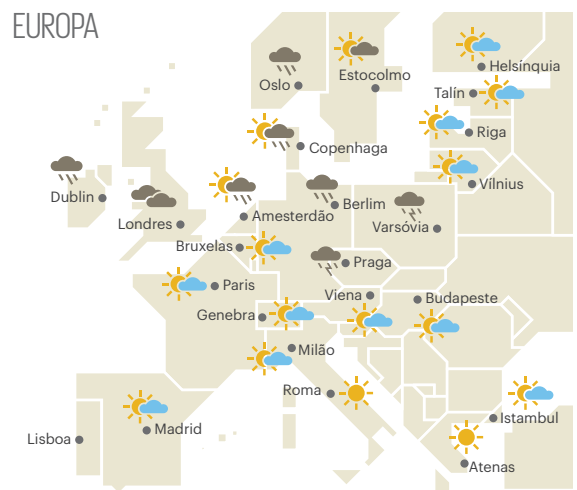 EUROPA
Helsínquia
Estocolmo
Oslo
Talín
Riga
Copenhaga
Vilnius
Dublin
Berlim
Amesterdão
Londres
Varsóvia
Bruxelas
Praga
Paris
Viena
Budapeste
Genebra
Milão
Roma
Istambul
Madrid
Lisboa
Atenas